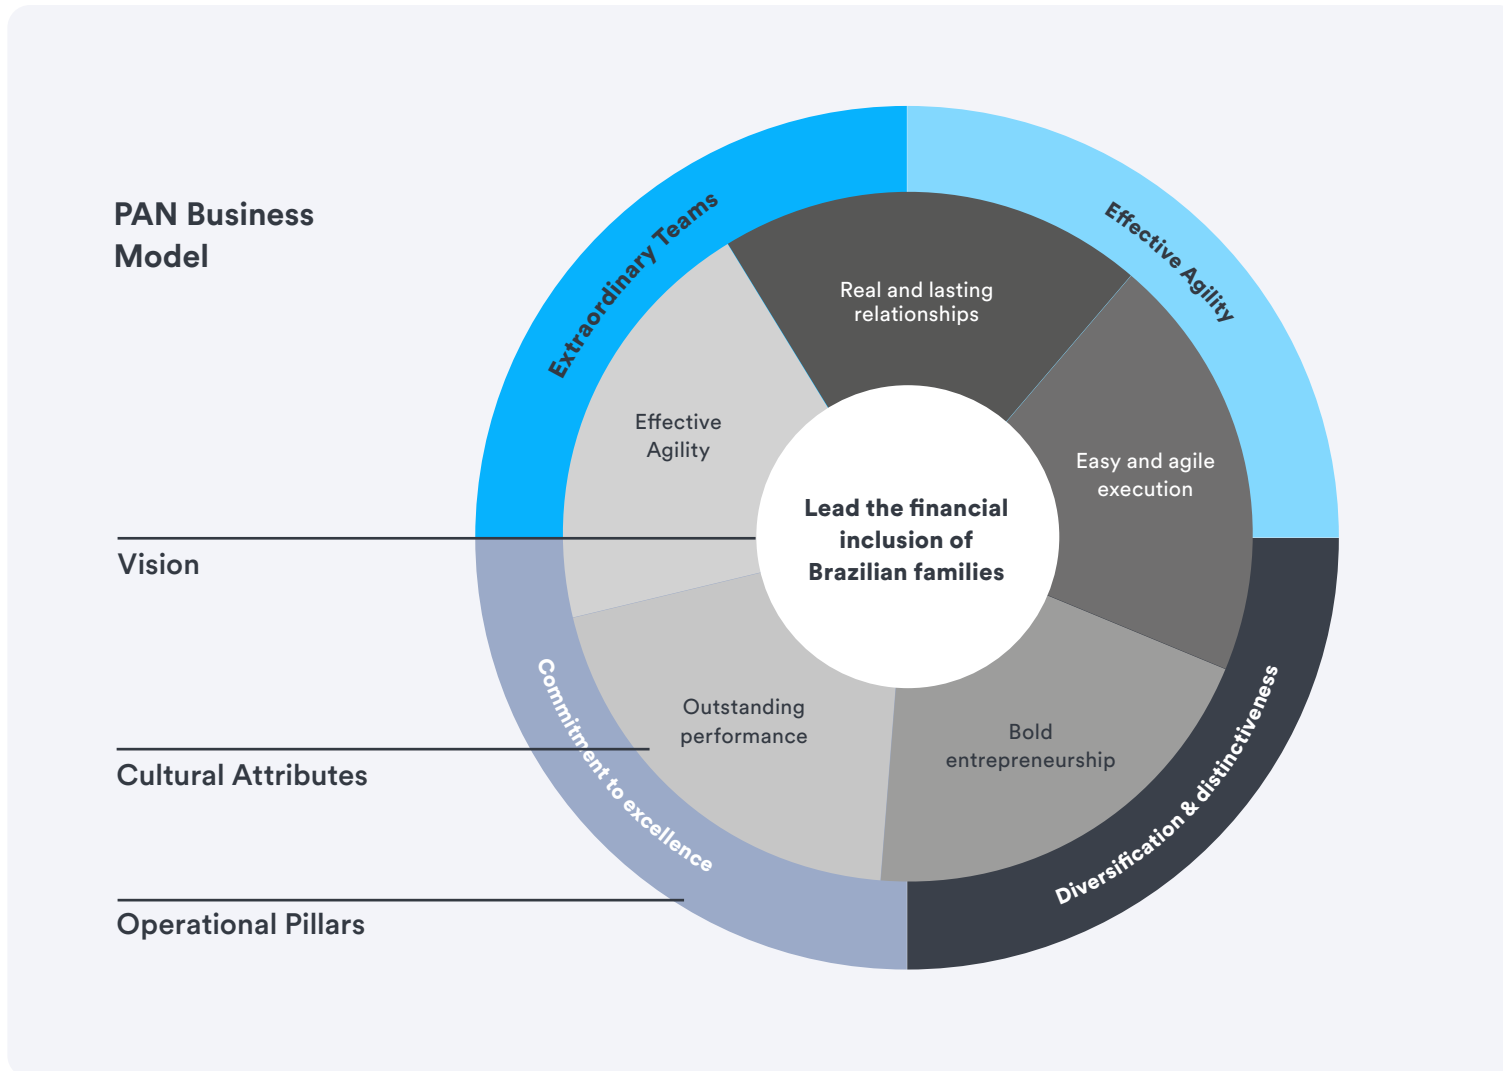 PAN Business
Model
Extraordinary Teams
Effective Agility
Real and lasting
relationships
Effective
Agility
Easy and agile
execution
Lead the financial
inclusion of
Brazilian families
Vision
Outstanding
performance
Bold
entrepreneurship
Commitment to excellence
Diversification & distinctiveness
Cultural Attributes
Operational Pillars